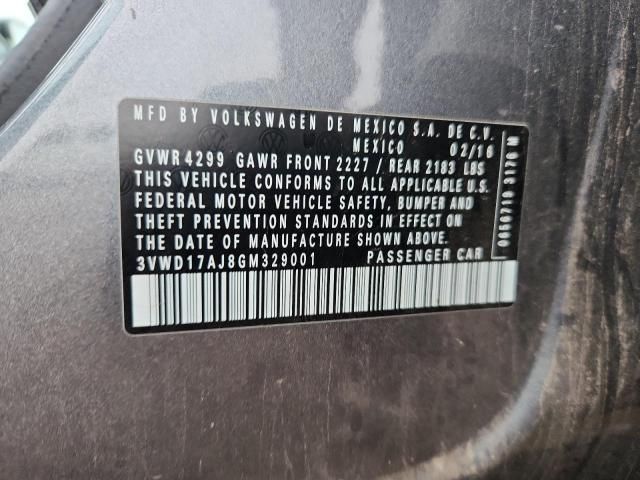 MFD BY VOLKSWAGEN DE MEXICO S.A. DE C.V.
MEXICO 02/16
GVWR 4299 GAWR FRONT 2227 / REAR 2183 LBS
THIS VEHICLE CONFORMS TO ALL APPLICABLE U.S.
FEDERAL MOTOR VEHICLE SAFETY, BUMPER AND
THEFT PREVENTION STANDARDS IN EFFECT ON
THE DATE OF MANUFACTURE SHOWN ABOVE.
3VWD17AJ8GM329001 PASSENGER CAR